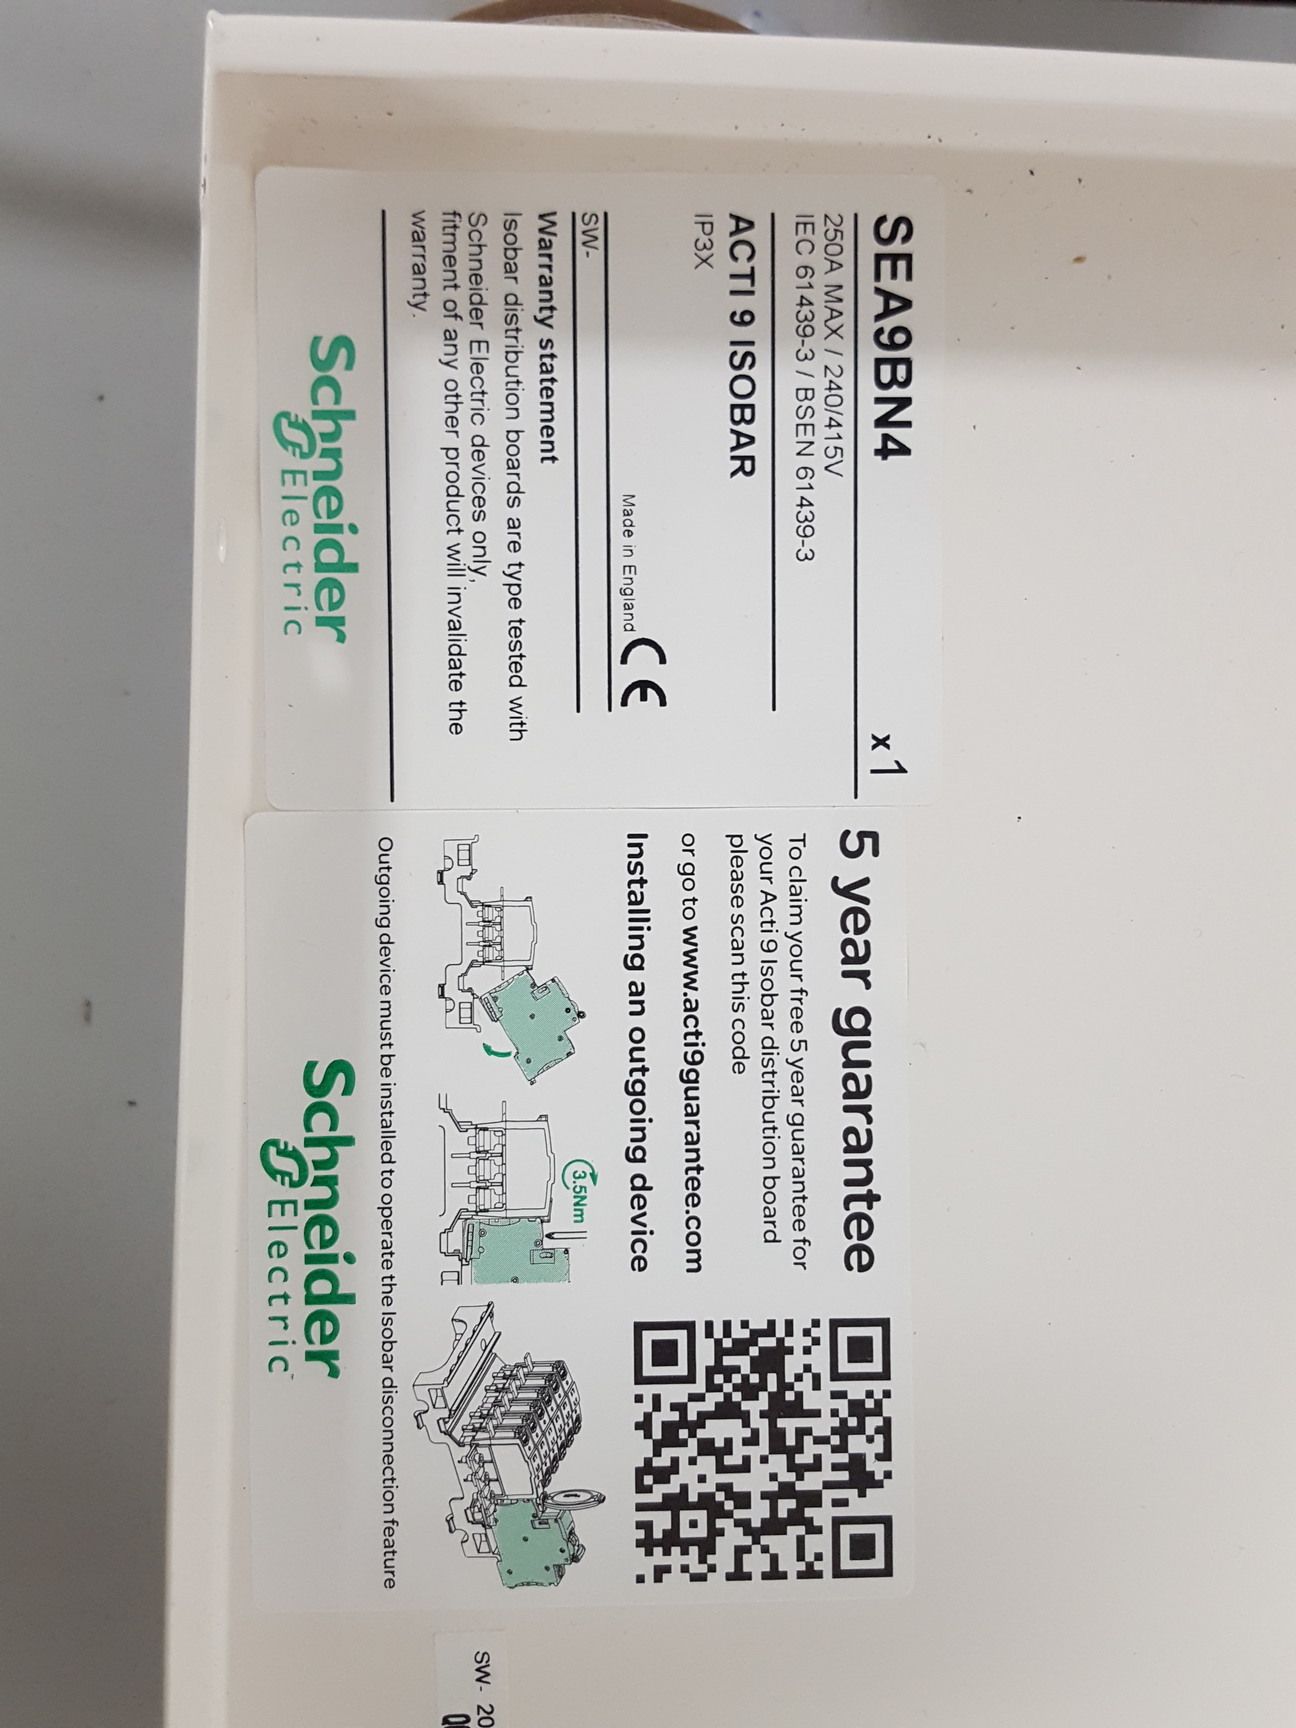 SEA9BN4 x 1
250A MAX / 240/415V
IEC 61439-3 / BSEN 61439-3
ACTI 9 ISOBAR
IP3X
Made in England CE
SW-
Warranty statement
Isobar distribution boards are type tested with
Schneider Electric devices only,
fitment of any other product will invalidate the
warranty.
Schneider
Electric
5 year guarantee
To claim your free 5 year guarantee for
your Acti 9 Isobar distribution board
please scan this code
or go to www.acti9guarantee.com
Installing an outgoing device
3.5Nm
Outgoing device must be installed to operate the Isobar disconnection feature
Schneider
Electric
SW- 20